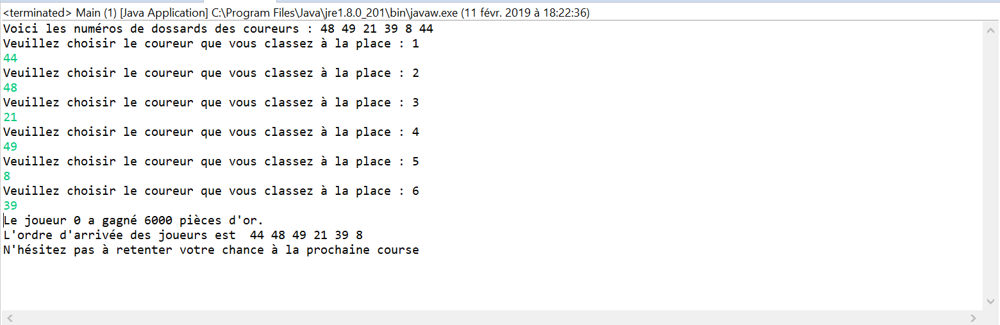 <terminated> Main (1) [Java Application] C:\Program Files\Java\jre1.8.0_201\bin\javaw.exe (11 févr. 2019 à 18:22:36)
Voici les numéros de dossards des coureurs : 48 49 21 39 8 44
Veuillez choisir le coureur que vous classez à la place : 1
44
Veuillez choisir le coureur que vous classez à la place : 2
48
Veuillez choisir le coureur que vous classez à la place : 3
21
Veuillez choisir le coureur que vous classez à la place : 4
49
Veuillez choisir le coureur que vous classez à la place : 5
8
Veuillez choisir le coureur que vous classez à la place : 6
39
Le joueur 0 a gagné 6000 pièces d'or.
L'ordre d'arrivée des joueurs est  44 48 49 21 39 8
N'hésitez pas à retenter votre chance à la prochaine course